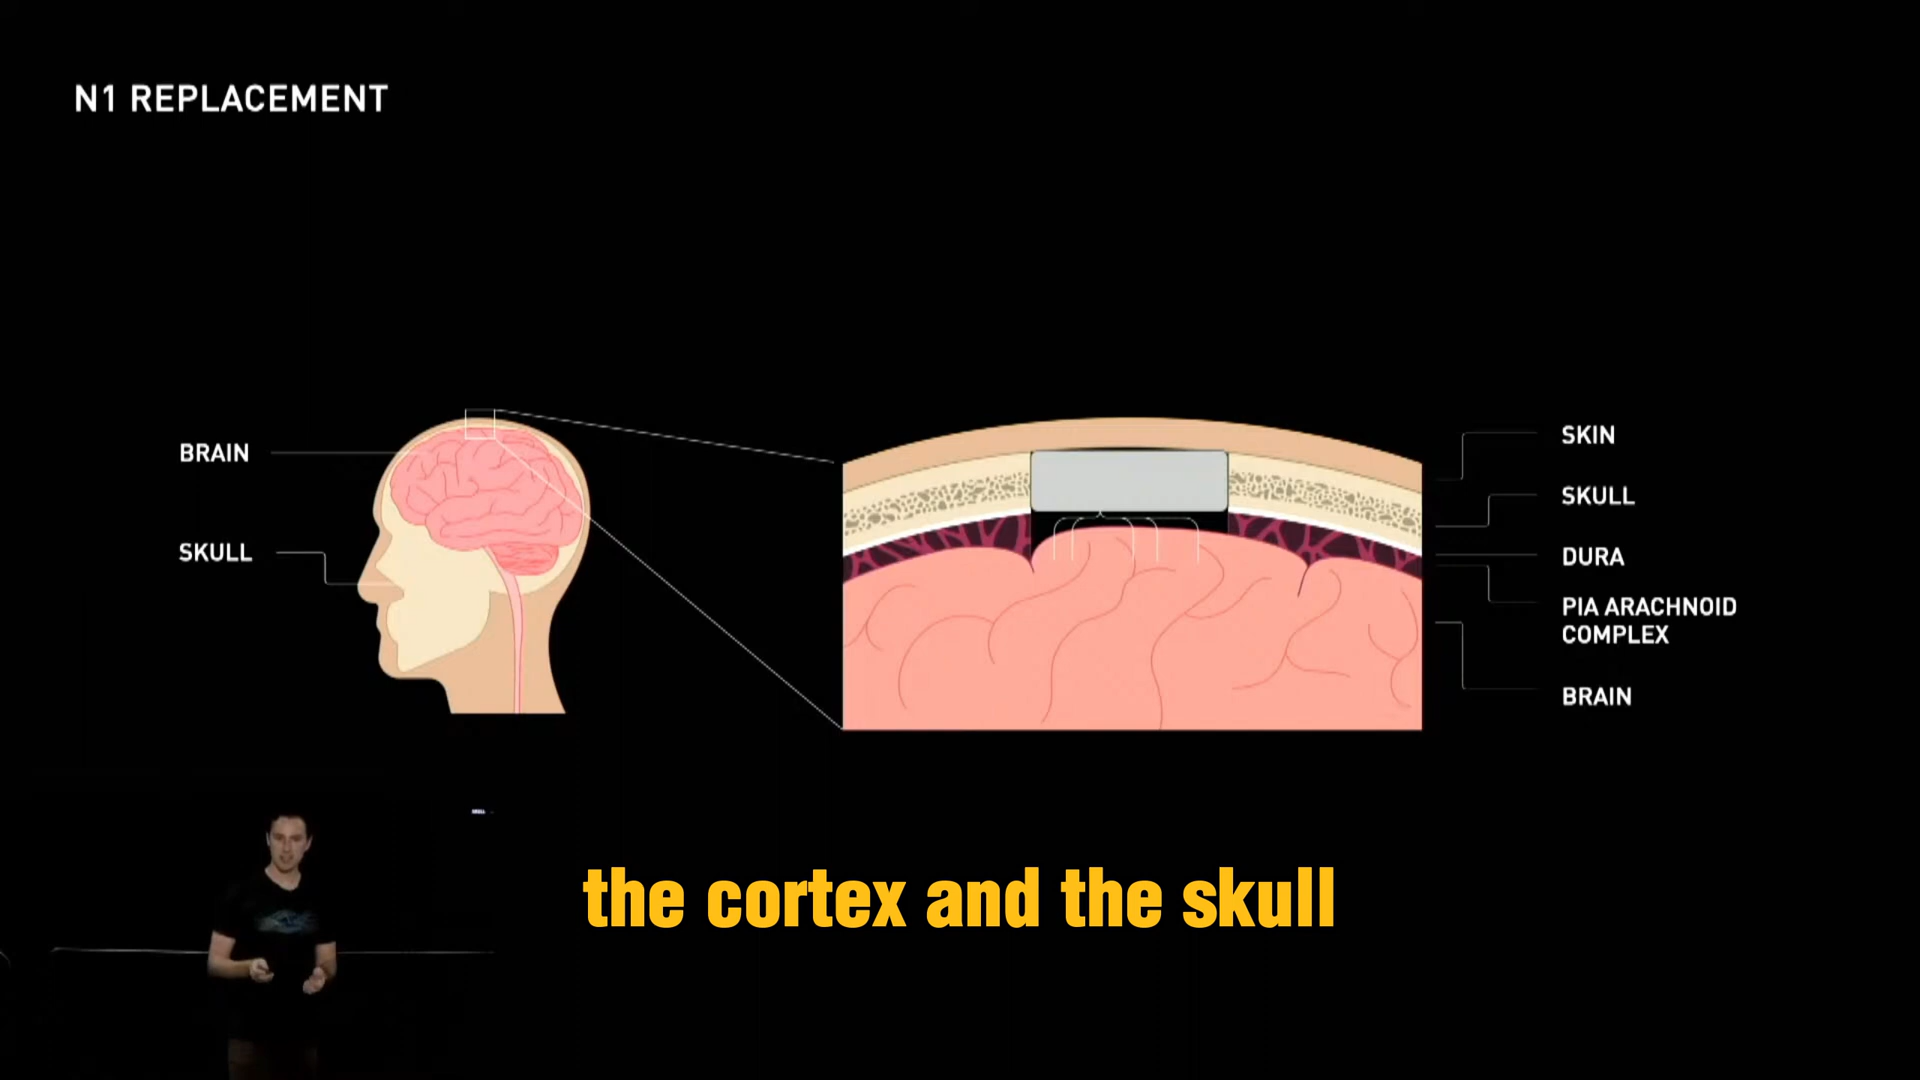 N1 REPLACEMENT
BRAIN
SKULL
SKIN
SKULL
DURA
PIA ARACHNOID
COMPLEX
BRAIN
the cortex and the skull